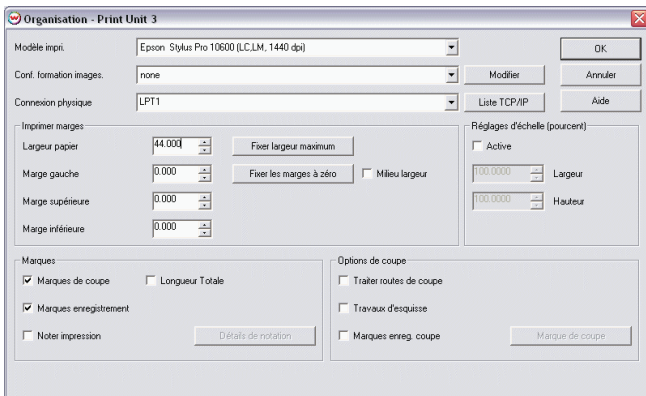 Organisation - Print Unit 3
Modèle impri.
Epson Stylus Pro 10600 (LC,LM, 1440 dpi)
OK
Conf. formation images.
none
Modifier
Annuler
Connexion physique
LPT1
Liste TCP/IP
Aide
Imprimer marges
Réglages d'échelle (pourcent)
Largeur papier
44.000
Fixer largeur maximum
Active
Marge gauche
0.000
Fixer les marges à zéro
Milieu largeur
100.0000
Largeur
Marge supérieure
0.000
100.0000
Hauteur
Marge inférieure
0.000
Marques
Options de coupe
Marques de coupe
Longueur Totale
Traiter routes de coupe
Marques enregistrement
Travaux d'esquisse
Noter impression
Détails de notation
Marques enreg. coupe
Marque de coupe